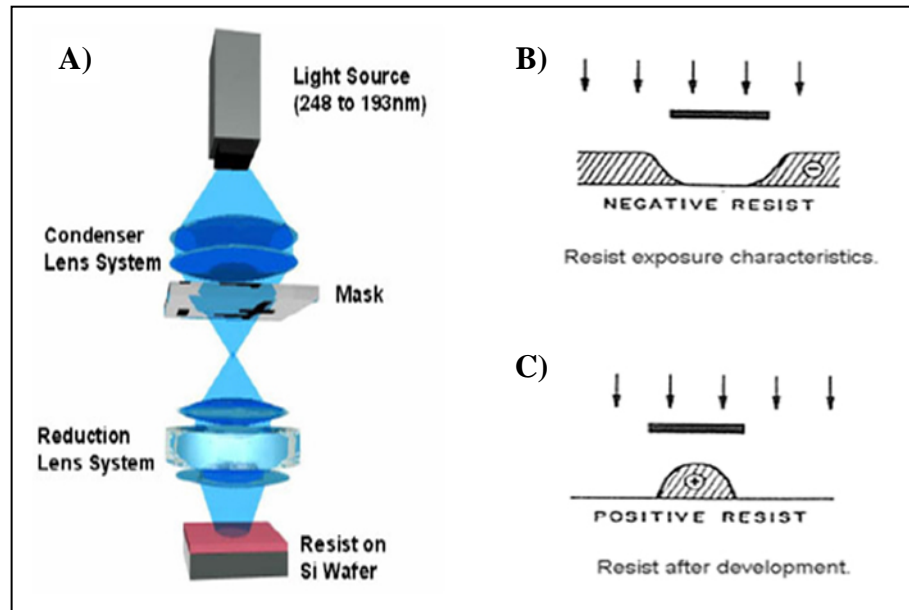 A)
Light Source
(248 to 193nm)
Condenser
Lens System
Mask
Reduction
Lens System
Resist on
Si Wafer
B)
−
NEGATIVE RESIST
Resist exposure characteristics.
C)
+
POSITIVE RESIST
Resist after development.